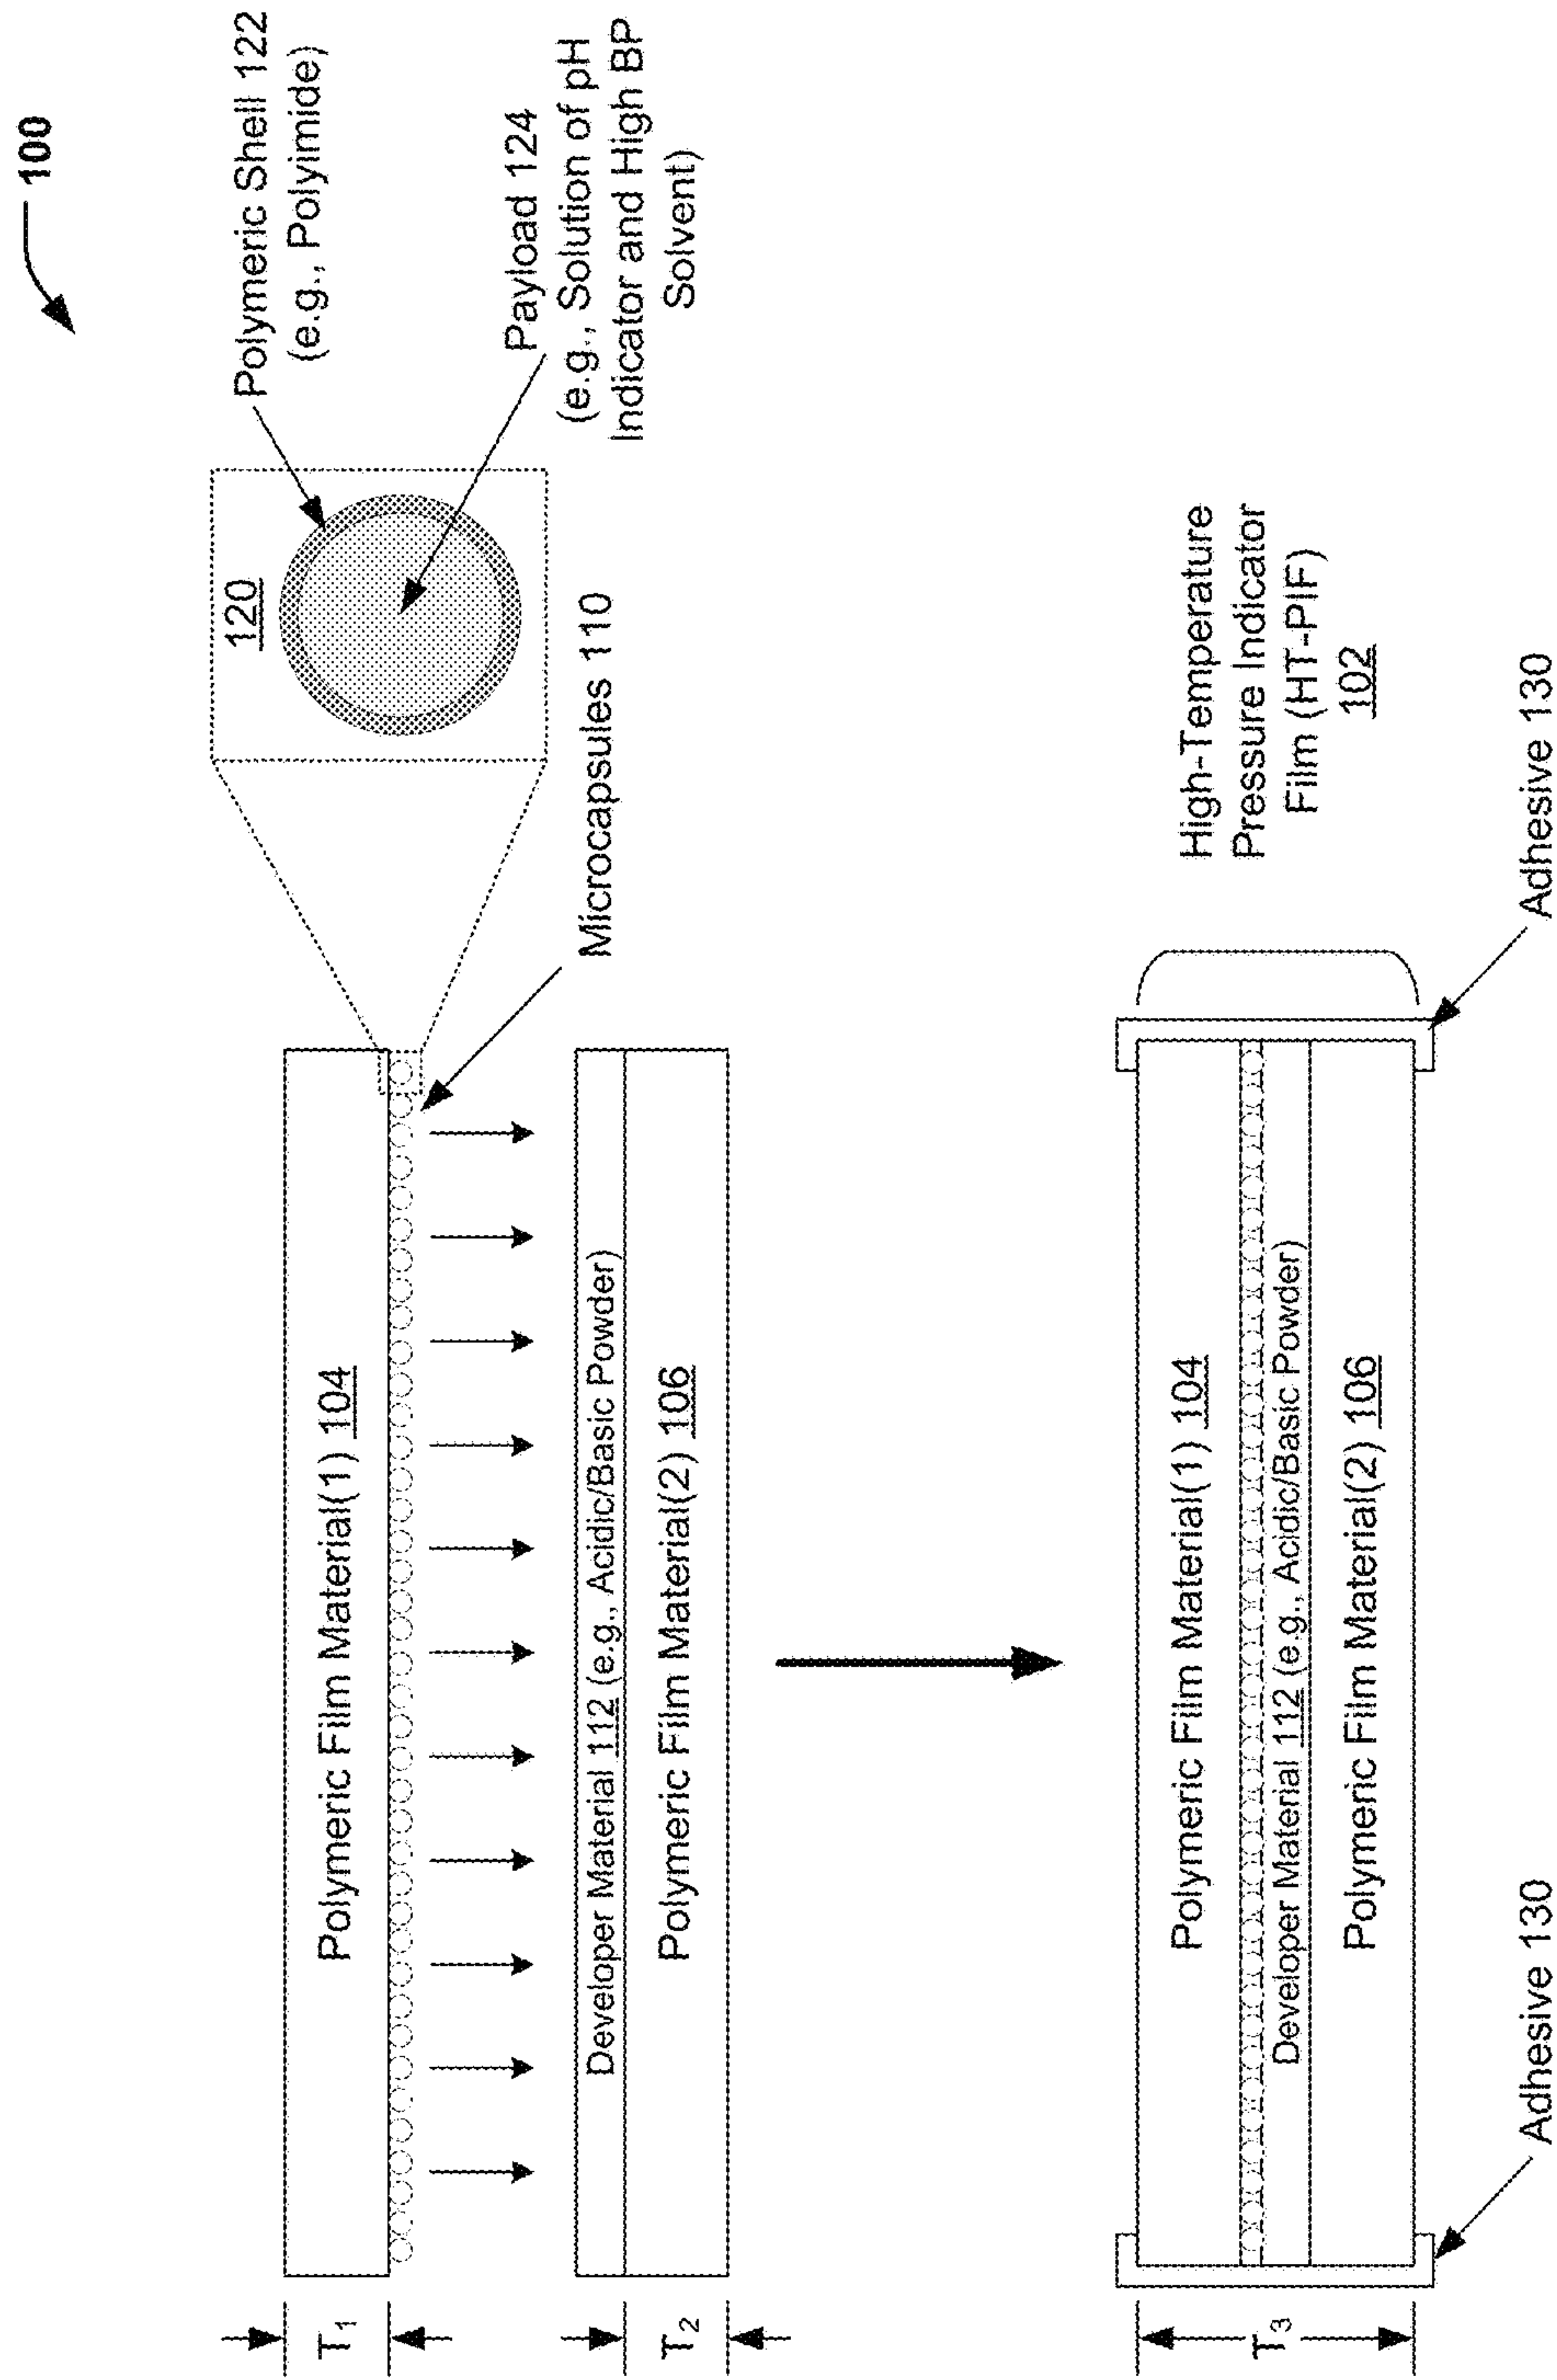 100
Polymeric Shell 122
(e.g., Polyimide)
120
Payload 124
(e.g., Solution of pH
Indicator and High BP
Solvent)
T1
Polymeric Film Material(1) 104
Microcapsules 110
Developer Material 112 (e.g., Acidic/Basic Powder)
T2
Polymeric Film Material(2) 106
High-Temperature
Pressure Indicator
Film (HT-PIF)
102
T3
Polymeric Film Material(1) 104
Developer Material 112 (e.g., Acidic/Basic Powder)
Polymeric Film Material(2) 106
Adhesive 130
Adhesive 130